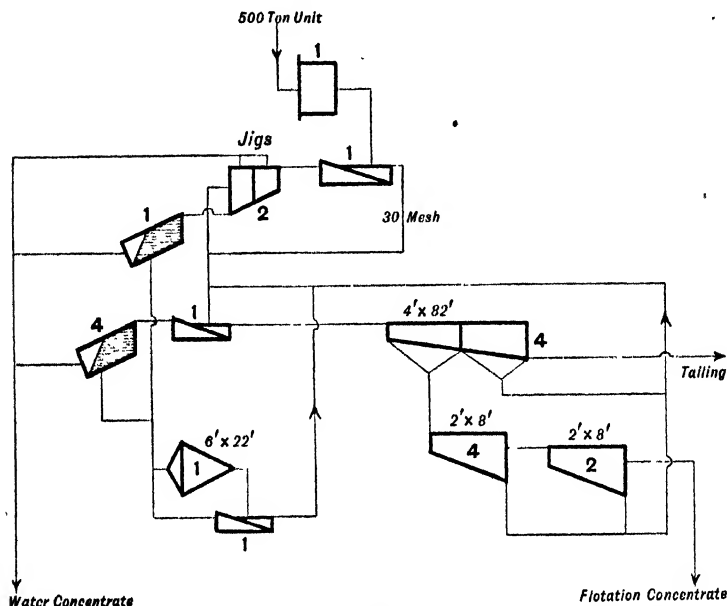 500 Ton Unit
1
Jigs
1
2
30 Mesh
1
1
4' x 82'
4
4
Tailing
6' x 22'
1
2' x 8'
4
2' x 8'
2
1
Water Concentrate
Flotation Concentrate